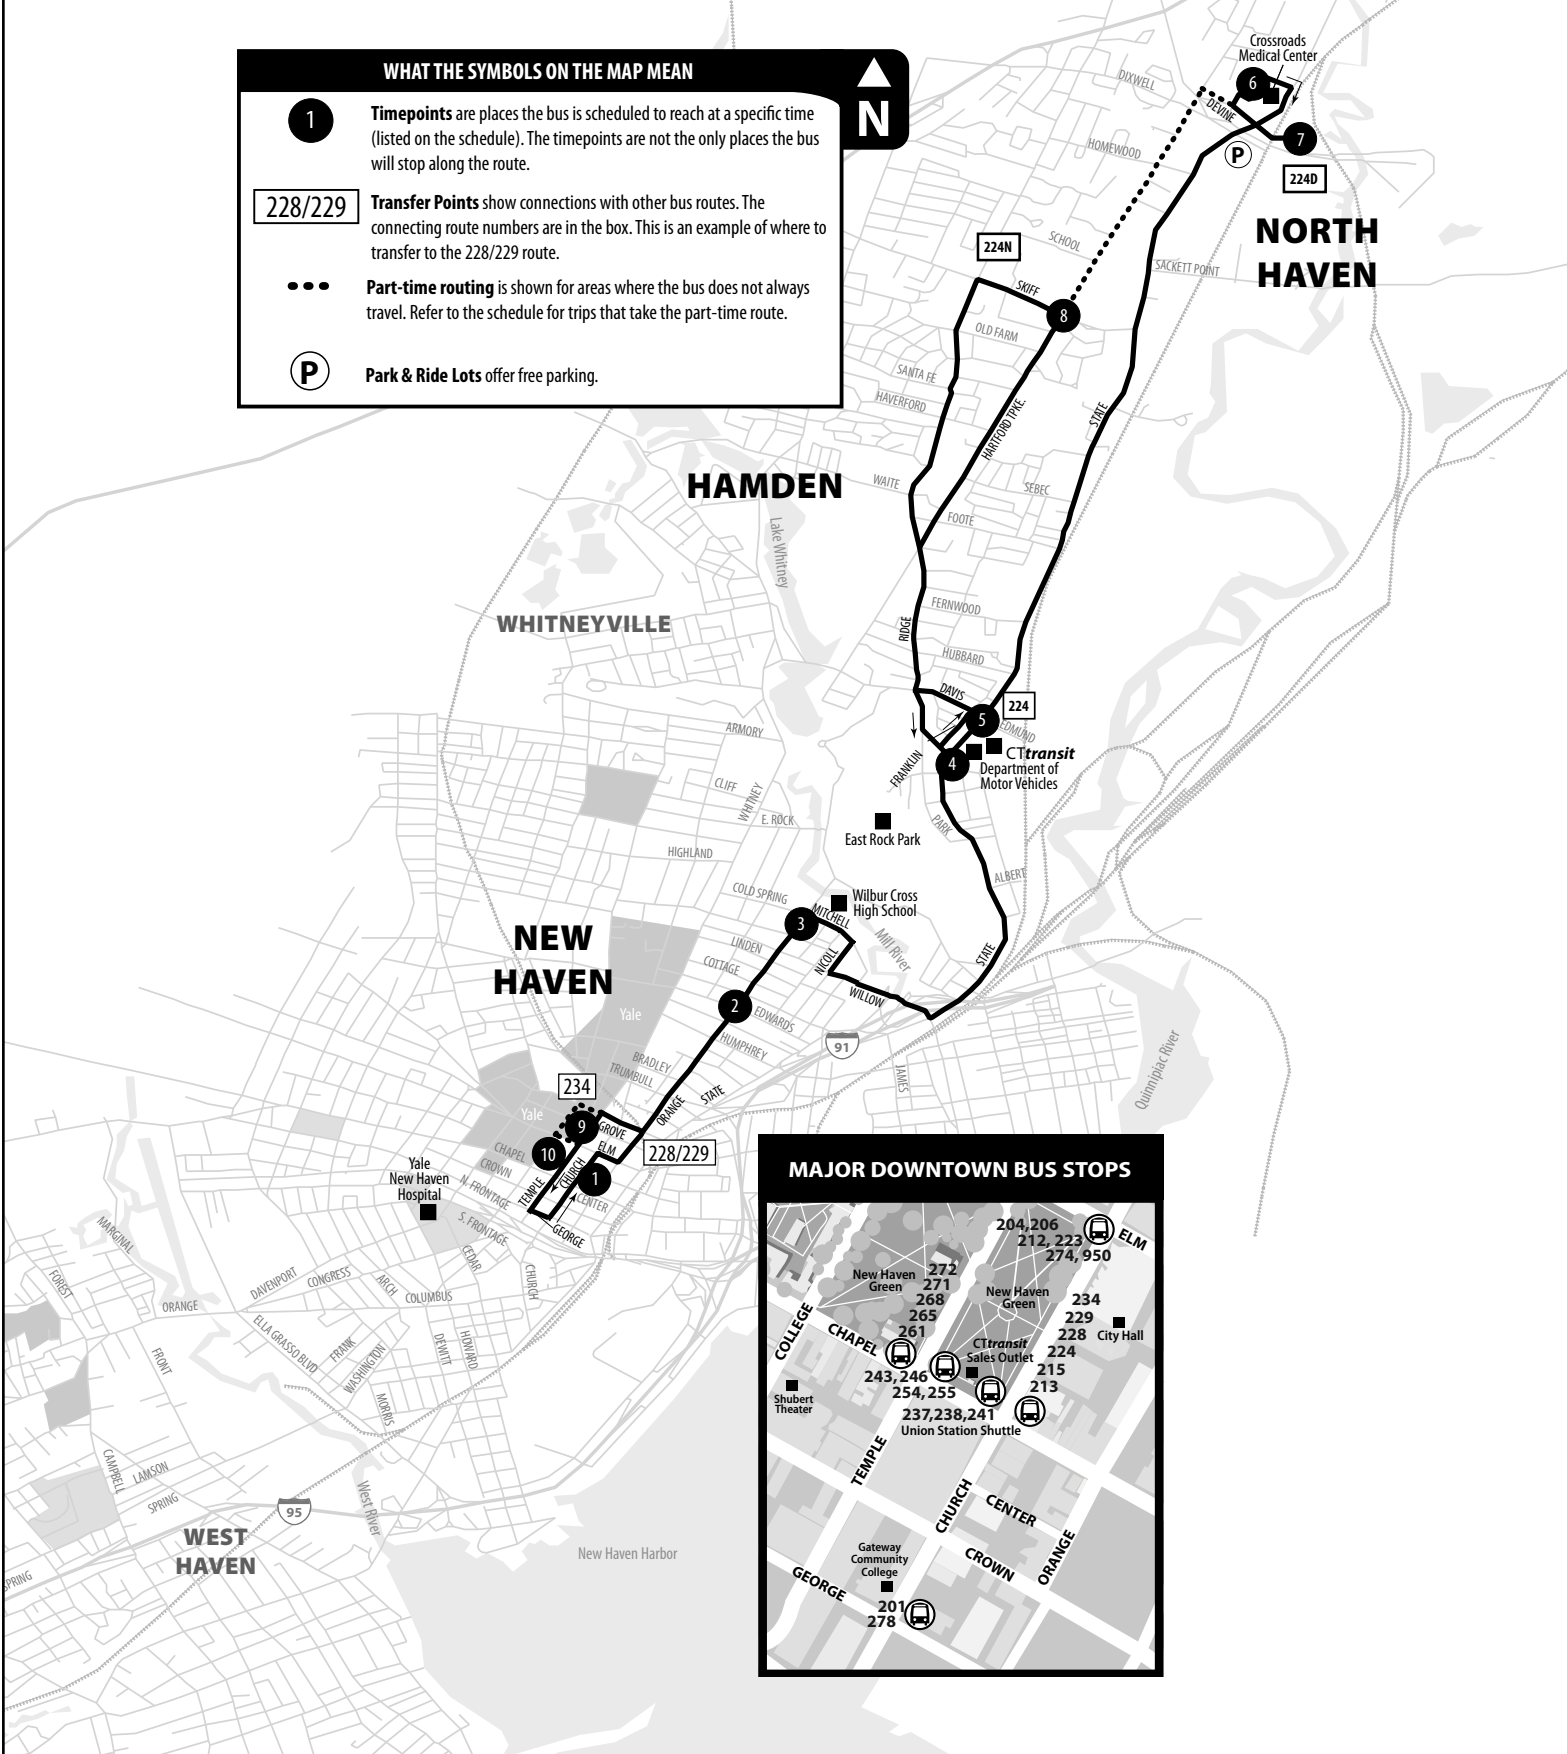 WHAT THE SYMBOLS ON THE MAP MEAN
N
1
Timepoints are places the bus is scheduled to reach at a specific time
(listed on the schedule). The timepoints are not the only places the bus
will stop along the route.
228/229
Transfer Points show connections with other bus routes. The
connecting route numbers are in the box. This is an example of where to
transfer to the 228/229 route.
Part-time routing is shown for areas where the bus does not always
travel. Refer to the schedule for trips that take the part-time route.
P
Park & Ride Lots offer free parking.
Crossroads
Medical Center
6
DIXWELL
DEVINE
7
P
HOMEWOOD
224D
NORTH
HAVEN
SCHOOL
224N
SACKETT POINT
SKIFF
8
OLD FARM
SANTA FE
HAVERFORD
HARTFORD TPKE.
STATE
HAMDEN
WAITE
SEBEC
FOOTE
Lake Whitney
FERNWOOD
WHITNEYVILLE
RIDGE
HUBBARD
DAVIS
224
5
EDMUND
ARMORY
CTtransit
FRANKLIN
4
Department of
Motor Vehicles
CLIFF
WHITNEY
E. ROCK
PARK
East Rock Park
HIGHLAND
ALBERT
COLD SPRING
Wilbur Cross
High School
MITCHELL
3
NEW
HAVEN
LINDEN
Mill River
COTTAGE
NICOLL
STATE
WILLOW
2
EDWARDS
Yale
HUMPHREY
91
BRADLEY
TRUMBULL
JAMES
Quinnipiac River
234
STATE
ORANGE
Yale
9
GROVE
ELM
228/229
CHAPEL
10
CROWN
CHURCH
1
Yale
New Haven
Hospital
N. FRONTAGE
TEMPLE
CENTER
S. FRONTAGE
GEORGE
MARGINAL
CEDAR
CHURCH
FOREST
DAVENPORT
CONGRESS
ARCH
COLUMBUS
ORANGE
ELLA GRASSO BLVD
FRANK
WASHINGTON
DEWITT
HOWARD
FRONT
MORRIS
CAMPBELL
LAMSON
SPRING
95
West River
WEST
HAVEN
SPRING
New Haven Harbor
MAJOR DOWNTOWN BUS STOPS
204,206
212, 223
274, 950
ELM
New Haven
Green
272
271
268
265
261
New Haven
Green
234
229
228
224
215
213
City Hall
COLLEGE
CHAPEL
CTtransit
Sales Outlet
243,246
254,255
Shubert
Theater
237,238,241
Union Station Shuttle
TEMPLE
CHURCH
CENTER
ORANGE
CROWN
Gateway
Community
College
GEORGE
201
278